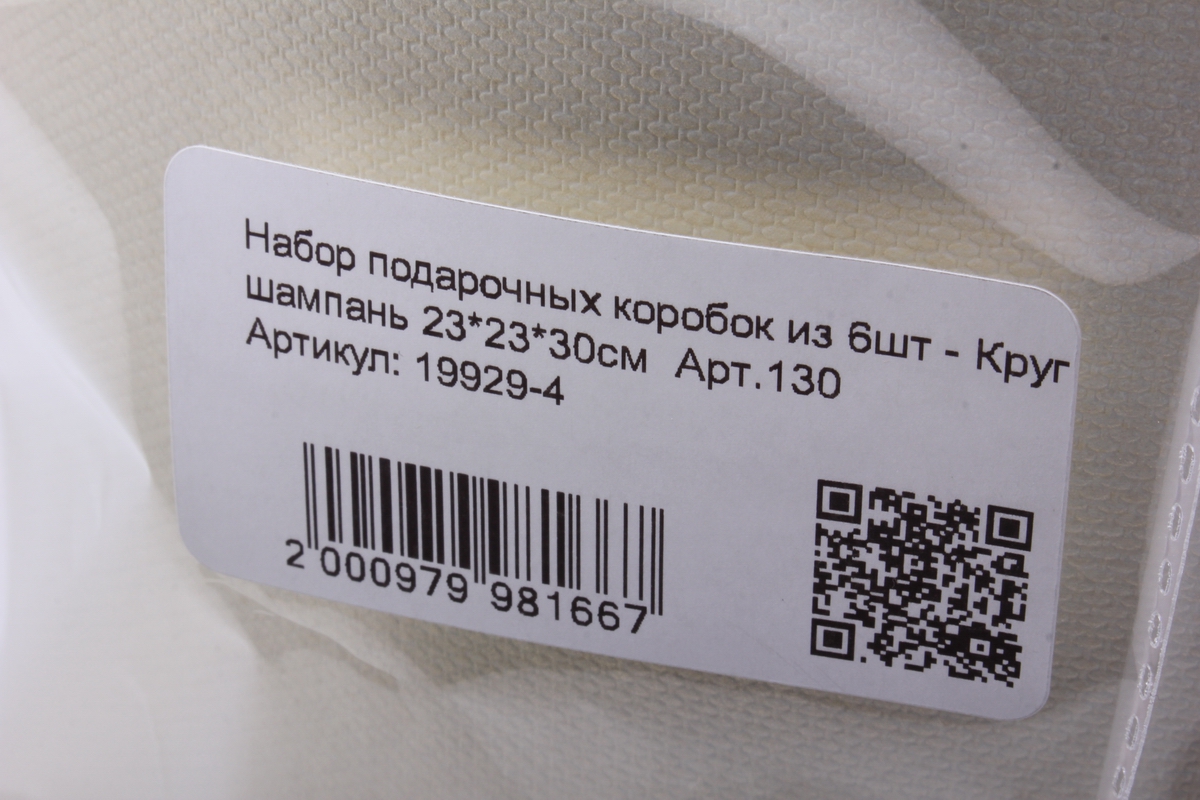 Набор подарочных коробок из 6шт - Круг
шампань 23*23*30см Арт.130
Артикул: 19929-4
2 000979 981667